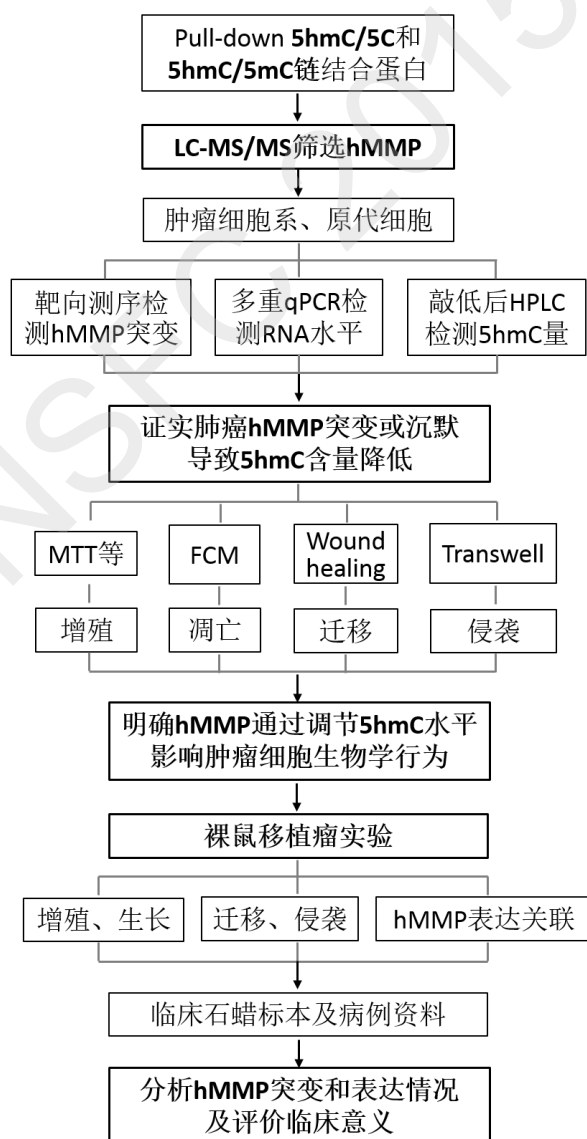 Pull-down 5hmC/5C和
5hmC/5mC链结合蛋白
LC-MS/MS筛选hMMP
肿瘤细胞系、原代细胞
靶向测序检
测hMMP突变
多重qPCR检
测RNA水平
敲低后HPLC
检测5hmC量
证实肺癌hMMP突变或沉默
导致5hmC含量降低
MTT等
FCM
Wound
healing
Transwell
增殖
凋亡
迁移
侵袭
明确hMMP通过调节5hmC水平
影响肿瘤细胞生物学行为
裸鼠移植瘤实验
增殖、生长
迁移、侵袭
hMMP表达关联
临床石蜡标本及病例资料
分析hMMP突变和表达情况
及评价临床意义
NSFC 2015